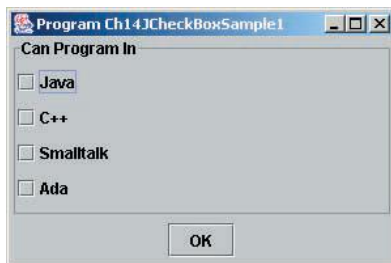 Program Ch14JCheckBoxSample1
Can Program In
Java
C++
Smalltalk
Ada
OK